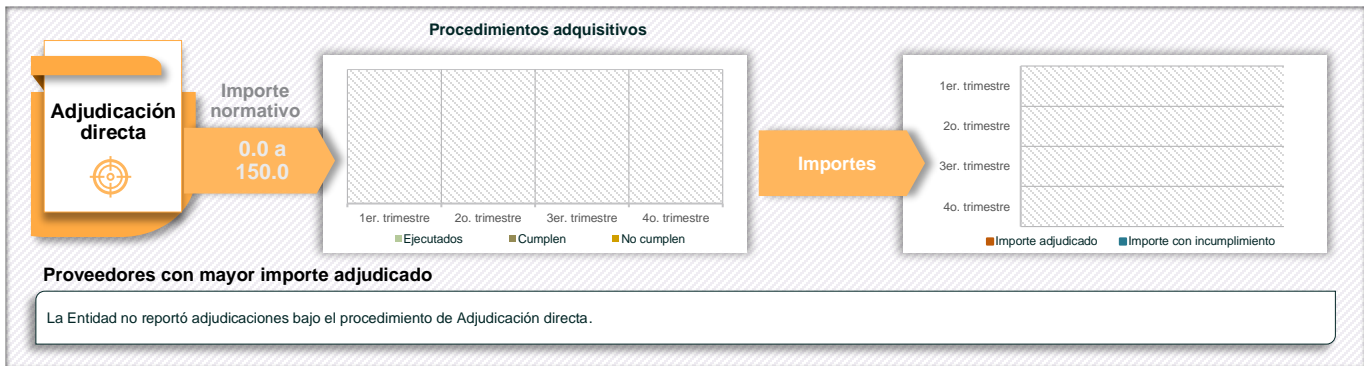 Procedimientos adquisitivos
Adjudicación
directa
Importe
normativo
0.0 a
150.0
1er. trimestre 2o. trimestre 3er. trimestre 4o. trimestre
Ejecutados Cumplen No cumplen
Importes
1er. trimestre
2o. trimestre
3er. trimestre
4o. trimestre
Importe adjudicado Importe con incumplimiento
Proveedores con mayor importe adjudicado
La Entidad no reportó adjudicaciones bajo el procedimiento de Adjudicación directa.